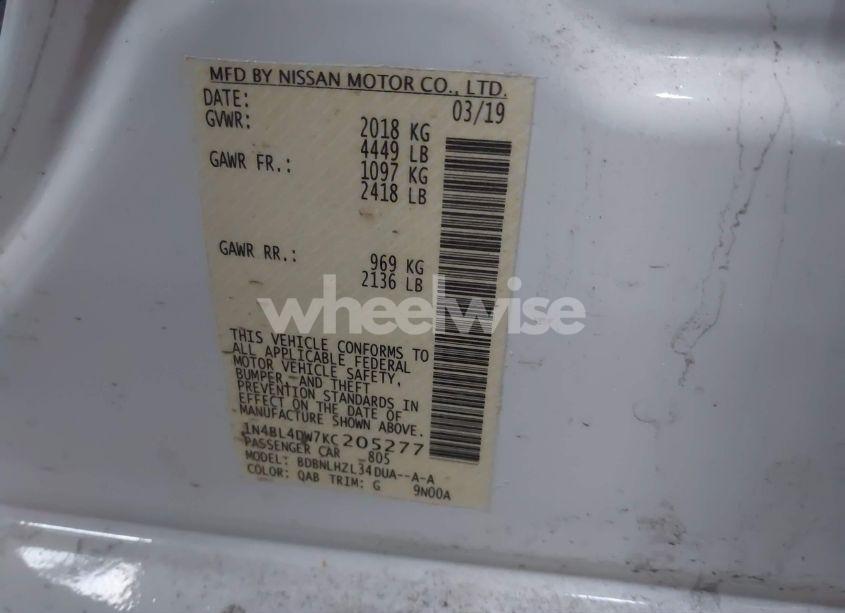 MFD BY NISSAN MOTOR CO., LTD.
DATE: 03/19
GVWR: 2018 KG
4449 LB
GAWR FR.: 1097 KG
2418 LB
GAWR RR.: 969 KG
2136 LB
wheelwise
THIS VEHICLE CONFORMS TO
ALL APPLICABLE FEDERAL
MOTOR VEHICLE SAFETY,
BUMPER, AND THEFT
PREVENTION STANDARDS IN
EFFECT ON THE DATE OF
MANUFACTURE SHOWN ABOVE.
1N4BL4DW7KC205277
PASSENGER CAR 805
MODEL: BDBNLHZL34DUA--A-A
COLOR: QAB TRIM: G 9N00A